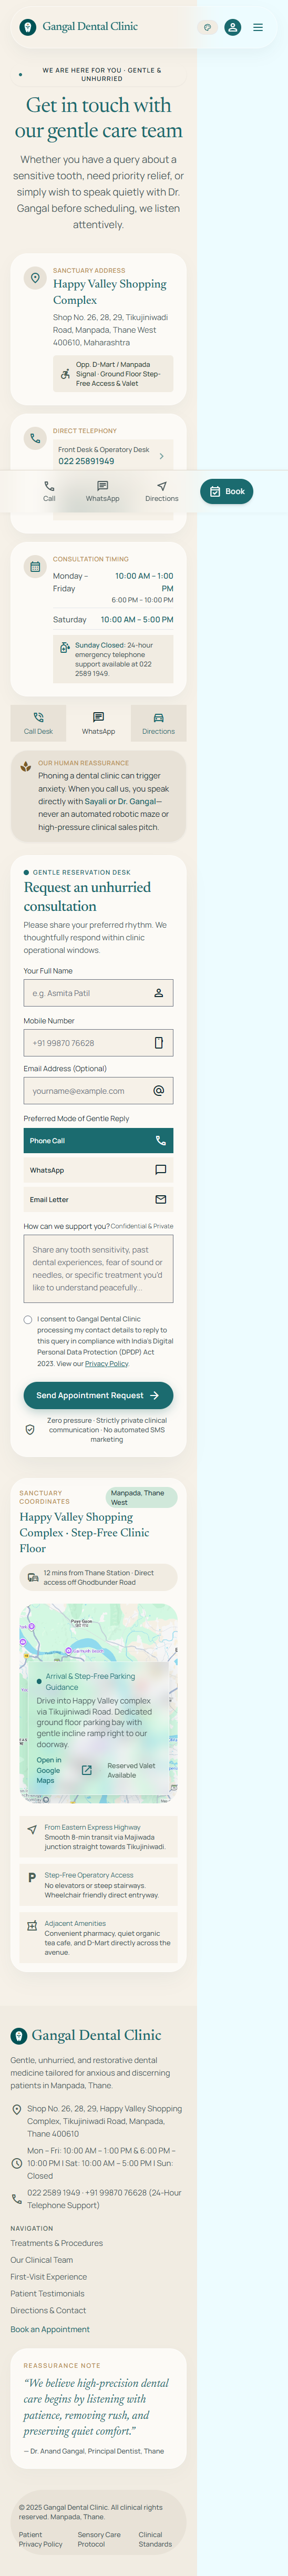 Gangal Dental Clinic
WE ARE HERE FOR YOU · GENTLE &
UNHURRIED
Get in touch with
our gentle care team
Whether you have a query about a
sensitive tooth, need priority relief, or
simply wish to speak quietly with Dr.
Gangal before scheduling, we listen
attentively.
SANCTUARY ADDRESS
Happy Valley Shopping
Complex
Shop No. 26, 28, 29, Tikujiniwadi
Road, Manpada, Thane West
400610, Maharashtra
Opp. D-Mart / Manpada
Signal · Ground Floor Step-
Free Access & Valet
DIRECT TELEPHONY
Front Desk & Operatory Desk
022 25891949
Call
WhatsApp
Directions
Book
CONSULTATION TIMING
Monday –
Friday
10:00 AM – 1:00
PM
6:00 PM – 10:00 PM
Saturday
10:00 AM – 5:00 PM
Sunday Closed: 24-hour
emergency telephone
support available at 022
2589 1949.
Call Desk
WhatsApp
Directions
OUR HUMAN REASSURANCE
Phoning a dental clinic can trigger
anxiety. When you call us, you speak
directly with Sayali or Dr. Gangal—
never an automated robotic maze or
high-pressure clinical sales pitch.
GENTLE RESERVATION DESK
Request an unhurried
consultation
Please share your preferred rhythm. We
thoughtfully respond within clinic
operational windows.
Your Full Name
e.g. Asmita Patil
Mobile Number
+91 99870 76628
Email Address (Optional)
yourname@example.com
Preferred Mode of Gentle Reply
Phone Call
WhatsApp
Email Letter
How can we support you?
Confidential & Private
Share any tooth sensitivity, past
dental experiences, fear of sound or
needles, or specific treatment you'd
like to understand peacefully...
I consent to Gangal Dental Clinic
processing my contact details to reply to
this query in compliance with India's Digital
Personal Data Protection (DPDP) Act
2023. View our Privacy Policy.
Send Appointment Request
Zero pressure · Strictly private clinical
communication · No automated SMS
marketing
SANCTUARY
COORDINATES
Manpada, Thane
West
Happy Valley Shopping
Complex · Step-Free Clinic
Floor
12 mins from Thane Station · Direct
access off Ghodbunder Road
Arrival & Step-Free Parking
Guidance
Drive into Happy Valley complex
via Tikujiniwadi Road. Dedicated
ground floor parking bay with
gentle incline ramp right to our
doorway.
Open in
Google
Maps
Reserved Valet
Available
From Eastern Express Highway
Smooth 8-min transit via Majiwada
junction straight towards Tikujiniwadi.
Step-Free Operatory Access
No elevators or steep stairways.
Wheelchair friendly direct entryway.
Adjacent Amenities
Convenient pharmacy, quiet organic
tea cafe, and D-Mart directly across the
avenue.
Gangal Dental Clinic
Gentle, unhurried, and restorative dental
medicine tailored for anxious and discerning
patients in Manpada, Thane.
Shop No. 26, 28, 29, Happy Valley Shopping
Complex, Tikujiniwadi Road, Manpada,
Thane 400610
Mon – Fri: 10:00 AM – 1:00 PM & 6:00 PM –
10:00 PM | Sat: 10:00 AM – 5:00 PM | Sun:
Closed
022 2589 1949 · +91 99870 76628 (24-Hour
Telephone Support)
NAVIGATION
Treatments & Procedures
Our Clinical Team
First-Visit Experience
Patient Testimonials
Directions & Contact
Book an Appointment
REASSURANCE NOTE
“We believe high-precision dental
care begins by listening with
patience, removing rush, and
preserving quiet comfort.”
— Dr. Anand Gangal, Principal Dentist, Thane
© 2025 Gangal Dental Clinic. All clinical rights
reserved. Manpada, Thane.
Patient
Privacy Policy
Sensory Care
Protocol
Clinical
Standards